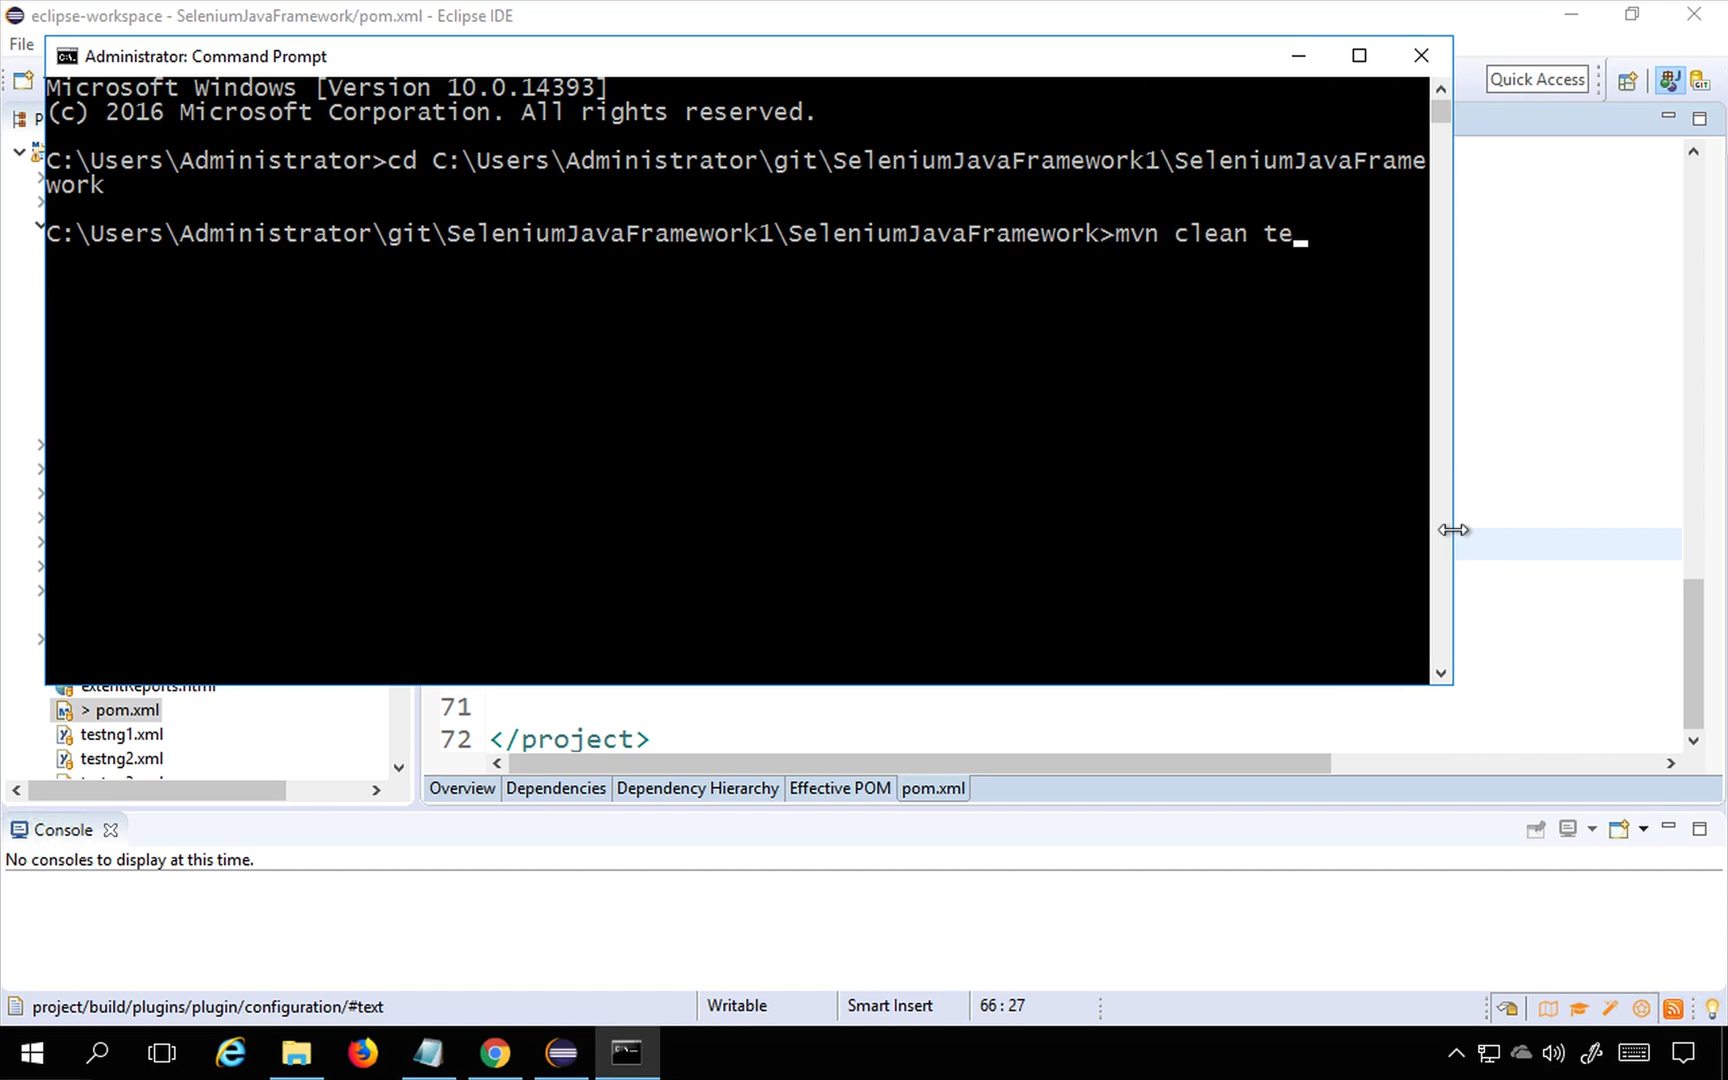 eclipse-workspace - SeleniumJavaFramework/pom.xml - Eclipse IDE
File
Administrator: Command Prompt
Quick Access
Microsoft Windows [Version 10.0.14393]
(c) 2016 Microsoft Corporation. All rights reserved.
C:\Users\Administrator>cd C:\Users\Administrator\git\SeleniumJavaFramework1\SeleniumJavaFrame
work
C:\Users\Administrator\git\SeleniumJavaFramework1\SeleniumJavaFramework>mvn clean te_
extentReports.html
> pom.xml
testng1.xml
testng2.xml
71
72 </project>
Overview Dependencies Dependency Hierarchy Effective POM pom.xml
Console
No consoles to display at this time.
project/build/plugins/plugin/configuration/#text
Writable
Smart Insert
66 : 27